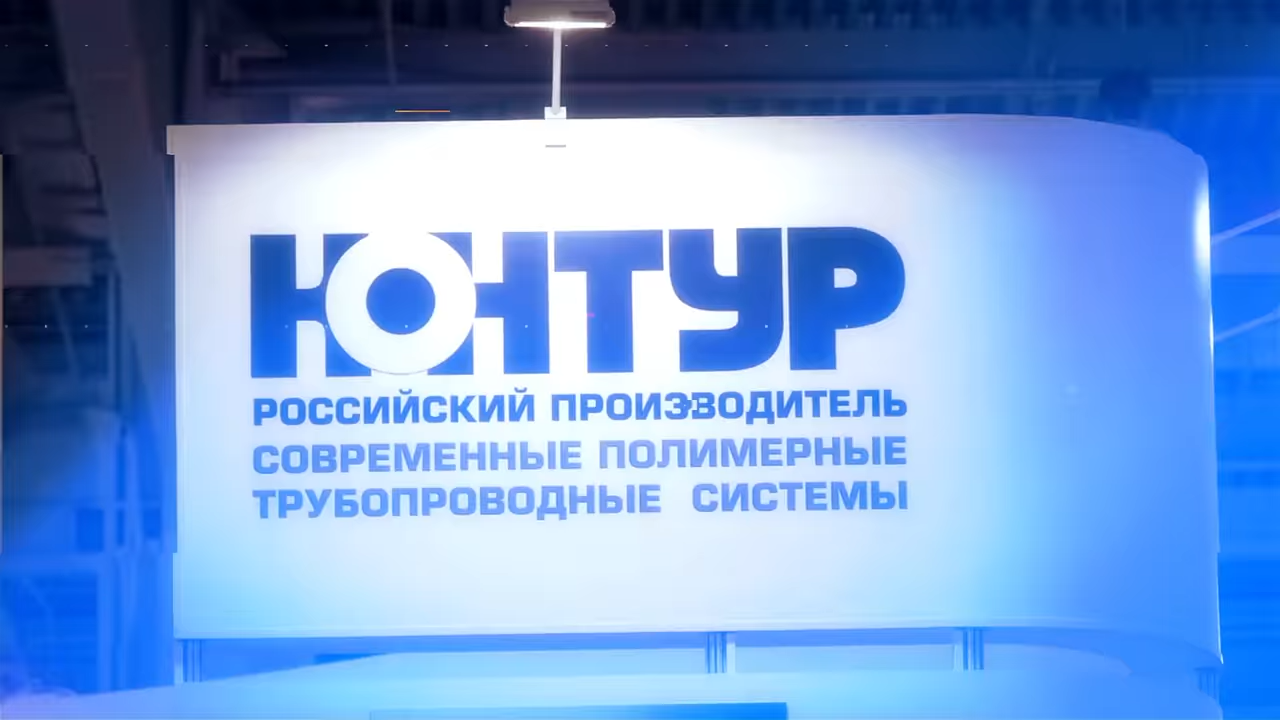 КОНТУР
РОССИЙСКИЙ ПРОИЗВОДИТЕЛЬ
СОВРЕМЕННЫЕ ПОЛИМЕРНЫЕ
ТРУБОПРОВОДНЫЕ СИСТЕМЫ